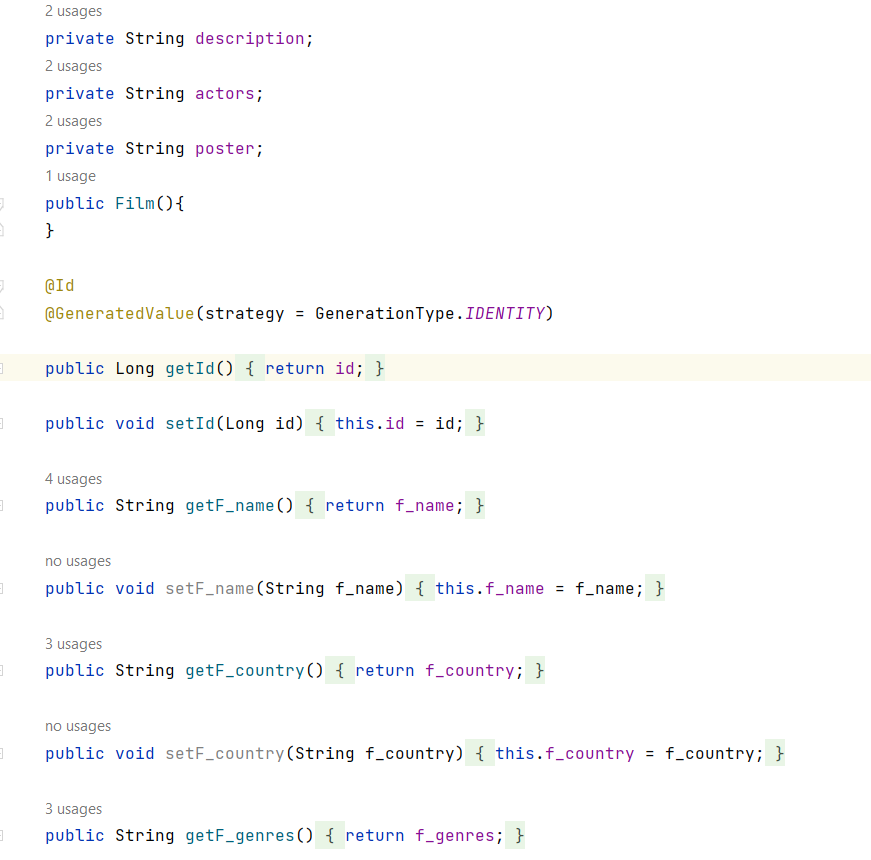 2 usages
private String description;
2 usages
private String actors;
2 usages
private String poster;
1 usage
public Film(){
}
@Id
@GeneratedValue(strategy = GenerationType.IDENTITY)
public Long getId() { return id; }
public void setId(Long id) { this.id = id; }
4 usages
public String getF_name() { return f_name; }
no usages
public void setF_name(String f_name) { this.f_name = f_name; }
3 usages
public String getF_country() { return f_country; }
no usages
public void setF_country(String f_country) { this.f_country = f_country; }
3 usages
public String getF_genres() { return f_genres; }